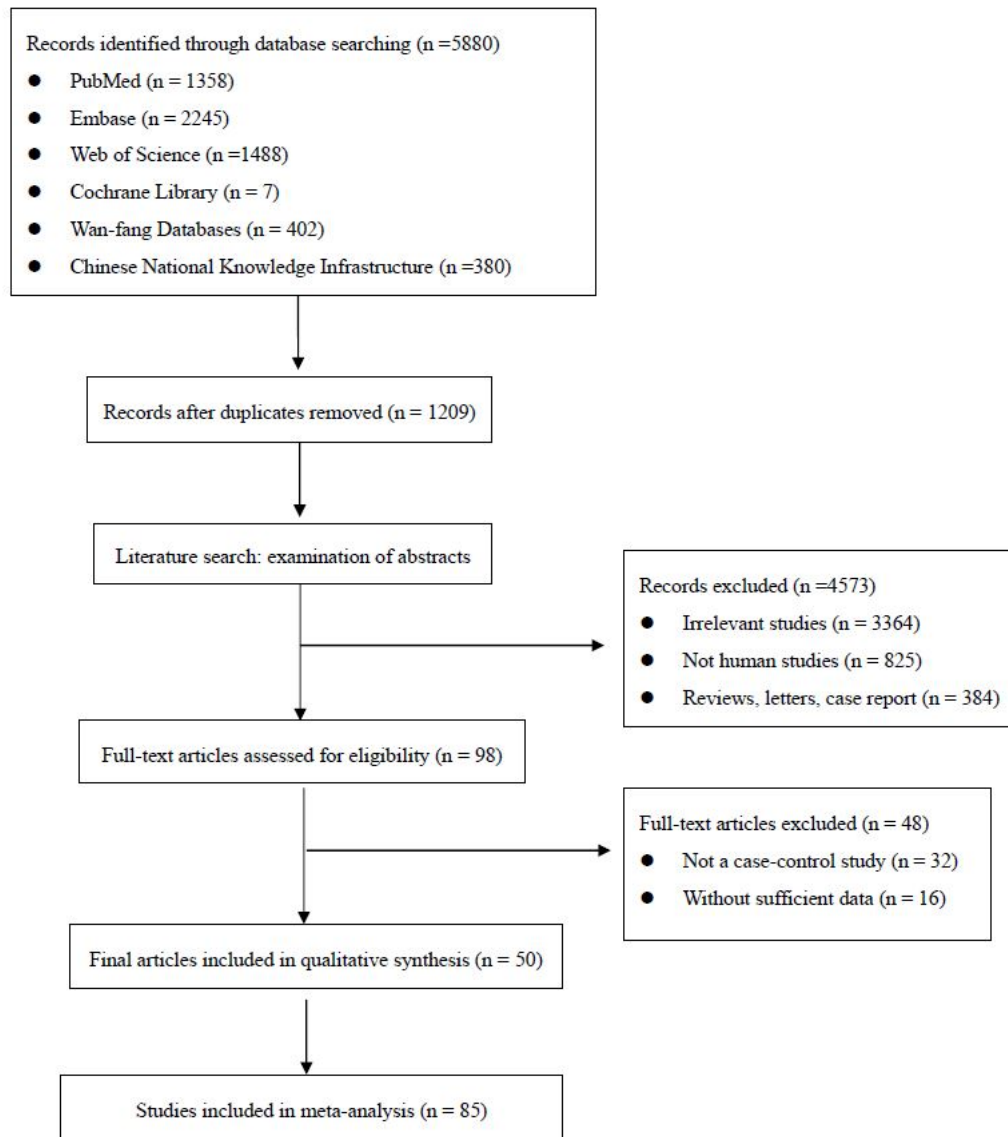 Records identified through database searching (n =5880)
● PubMed (n = 1358)
● Embase (n = 2245)
● Web of Science (n =1488)
● Cochrane Library (n = 7)
● Wan-fang Databases (n = 402)
● Chinese National Knowledge Infrastructure (n =380)
Records after duplicates removed (n = 1209)
Literature search: examination of abstracts
Records excluded (n =4573)
● Irrelevant studies (n = 3364)
● Not human studies (n = 825)
● Reviews, letters, case report (n = 384)
Full-text articles assessed for eligibility (n = 98)
Full-text articles excluded (n = 48)
● Not a case-control study (n = 32)
● Without sufficient data (n = 16)
Final articles included in qualitative synthesis (n = 50)
Studies included in meta-analysis (n = 85)